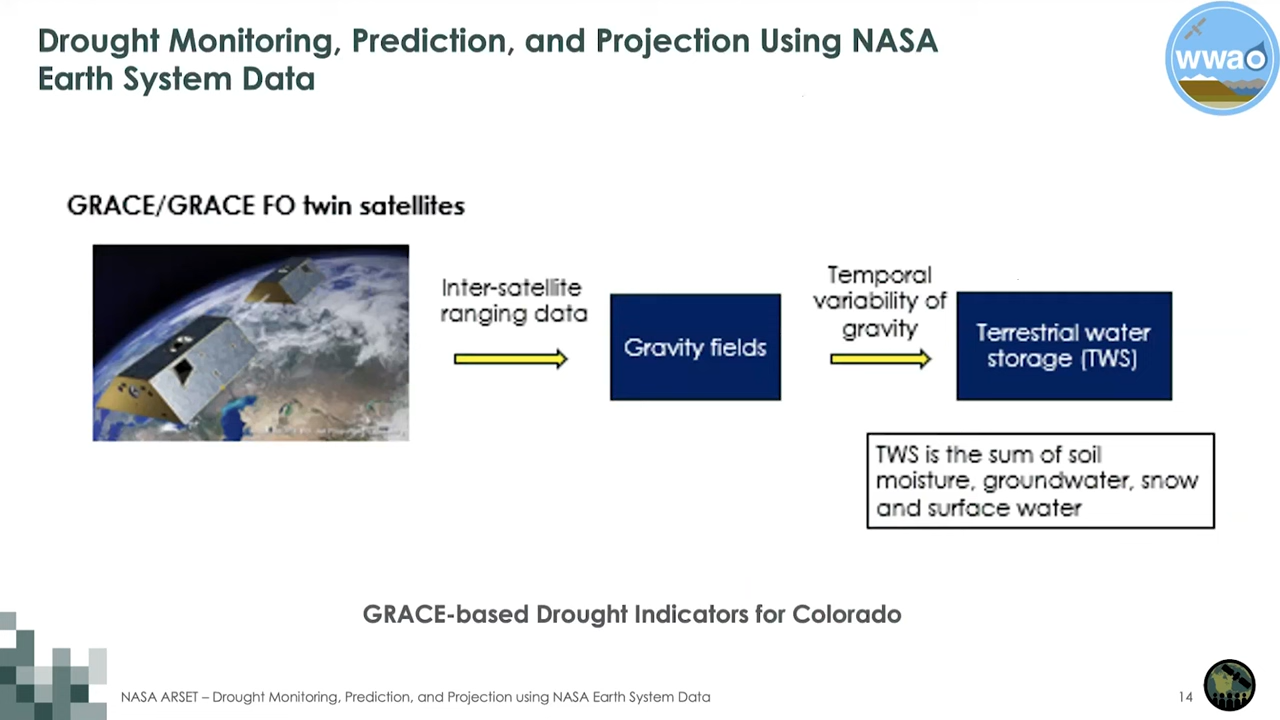 Drought Monitoring, Prediction, and Projection Using NASA
Earth System Data
wwao
GRACE/GRACE FO twin satellites
Inter-satellite
ranging data
Gravity fields
Temporal
variability of
gravity
Terrestrial water
storage (TWS)
TWS is the sum of soil
moisture, groundwater, snow
and surface water
GRACE-based Drought Indicators for Colorado
NASA ARSET – Drought Monitoring, Prediction, and Projection using NASA Earth System Data
14